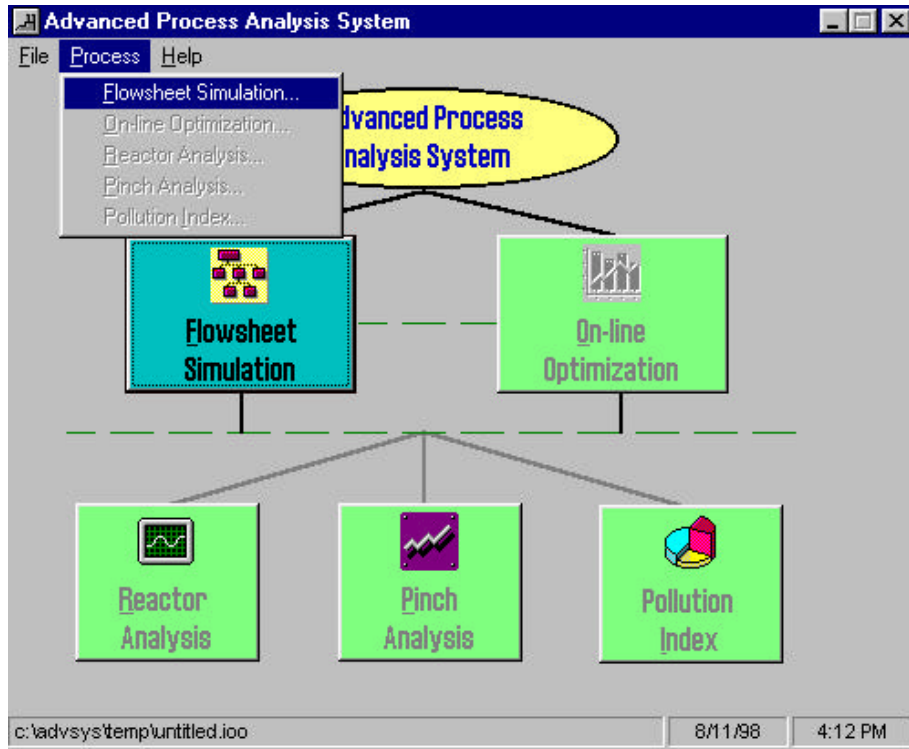 Advanced Process Analysis System
File Process Help
Flowsheet Simulation...
On-line Optimization...
Reactor Analysis...
Pinch Analysis...
Pollution Index...
dvanced Process
nalysis System
Flowsheet
Simulation
On-line
Optimization
Reactor
Analysis
Pinch
Analysis
Pollution
Index
c:\advsys\temp\untitled.ioo 8/11/98 4:12 PM